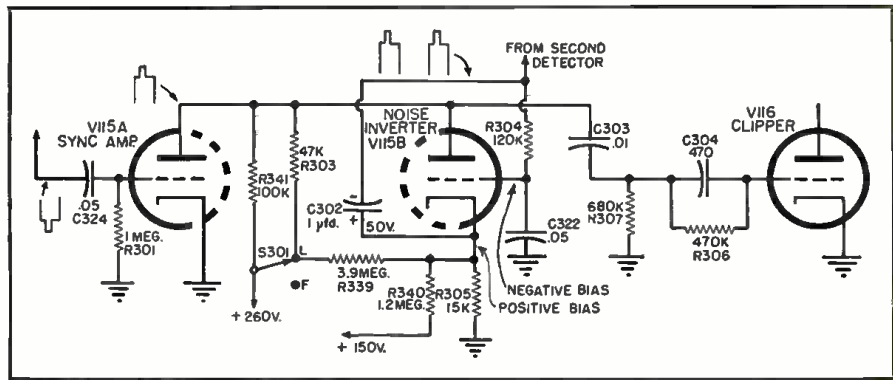 FROM SECOND
DETECTOR
V115A
SYNC AMP.
.05
C324
1 MEG.
R301
R341
100K
47K
R303
S301
L
F
+ 260V.
C302
1 µfd.
-
+
50V.
NOISE
INVERTER
V115B
R304
120K
C322
.05
3.9MEG.
R339
R340
1.2MEG.
R305
15K
+ 150V.
NEGATIVE BIAS
POSITIVE BIAS
C303
.01
680K
R307
C304
470
470K
R306
V116
CLIPPER